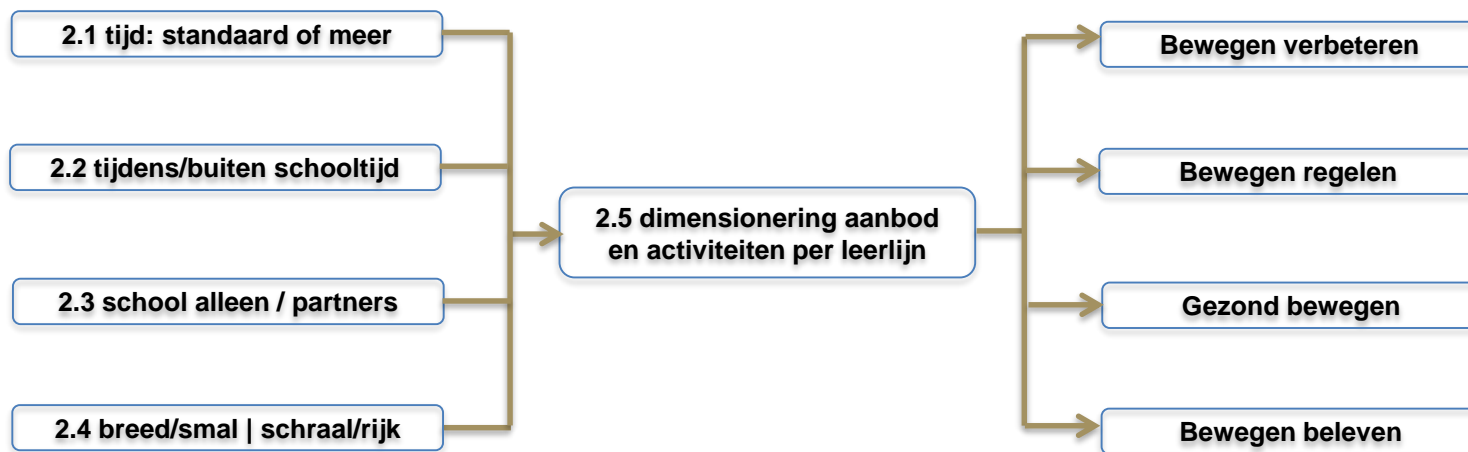 2.1 tijd: standaard of meer
2.2 tijdens/buiten schooltijd
2.3 school alleen / partners
2.4 breed/smal | schraal/rijk
2.5 dimensionering aanbod
en activiteiten per leerlijn
Bewegen verbeteren
Bewegen regelen
Gezond bewegen
Bewegen beleven